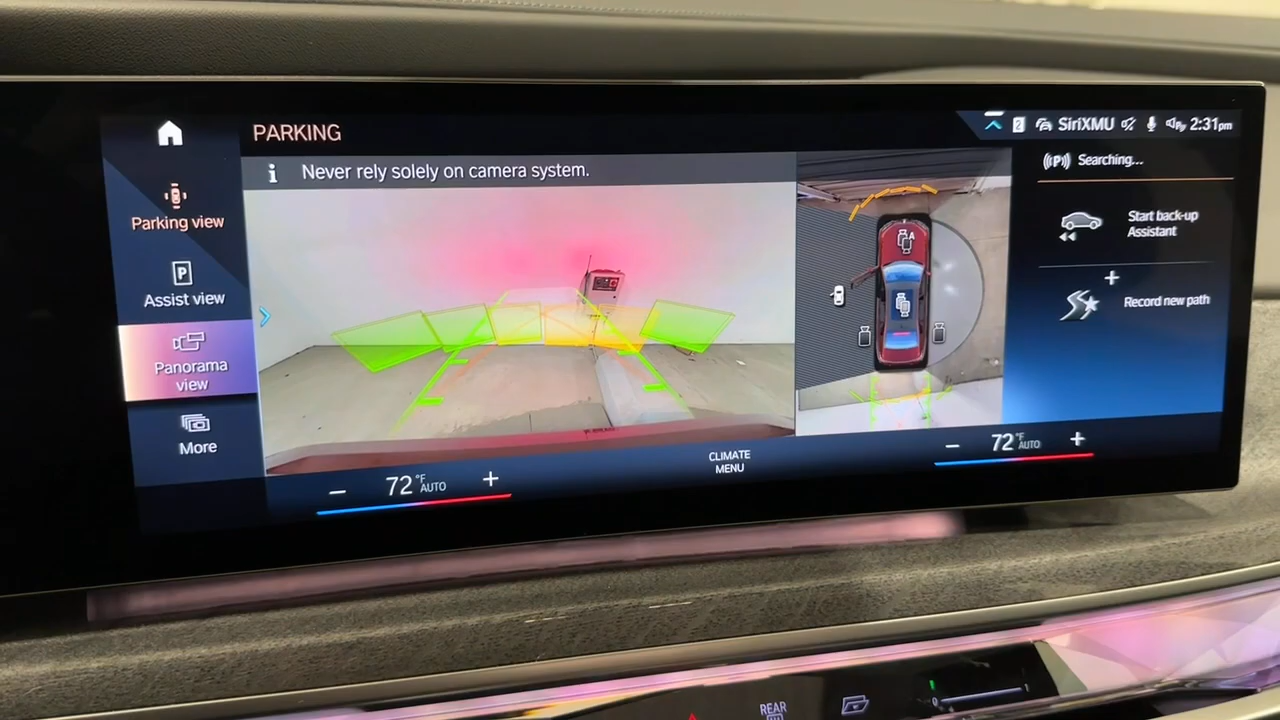 PARKING
2 SiriXMU 2:31pm
Never rely solely on camera system.
Parking view
P
Assist view
Panorama
view
More
(P) Searching...
Start back-up
Assistant
Record new path
A
72°F AUTO
CLIMATE
MENU
72°F AUTO
REAR